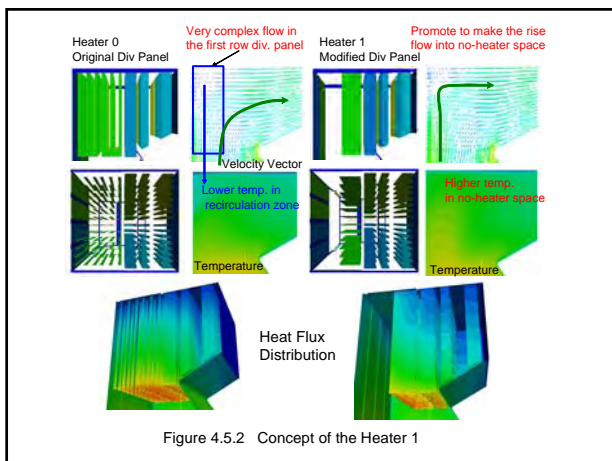 Heater 0
Original Div Panel
Very complex flow in
the first row div. panel
Heater 1
Modified Div Panel
Promote to make the rise
flow into no-heater space
Velocity Vector
Lower temp. in
recirculation zone
Higher temp.
in no-heater space
Temperature
Temperature
Heat Flux
Distribution
Figure 4.5.2 Concept of the Heater 1